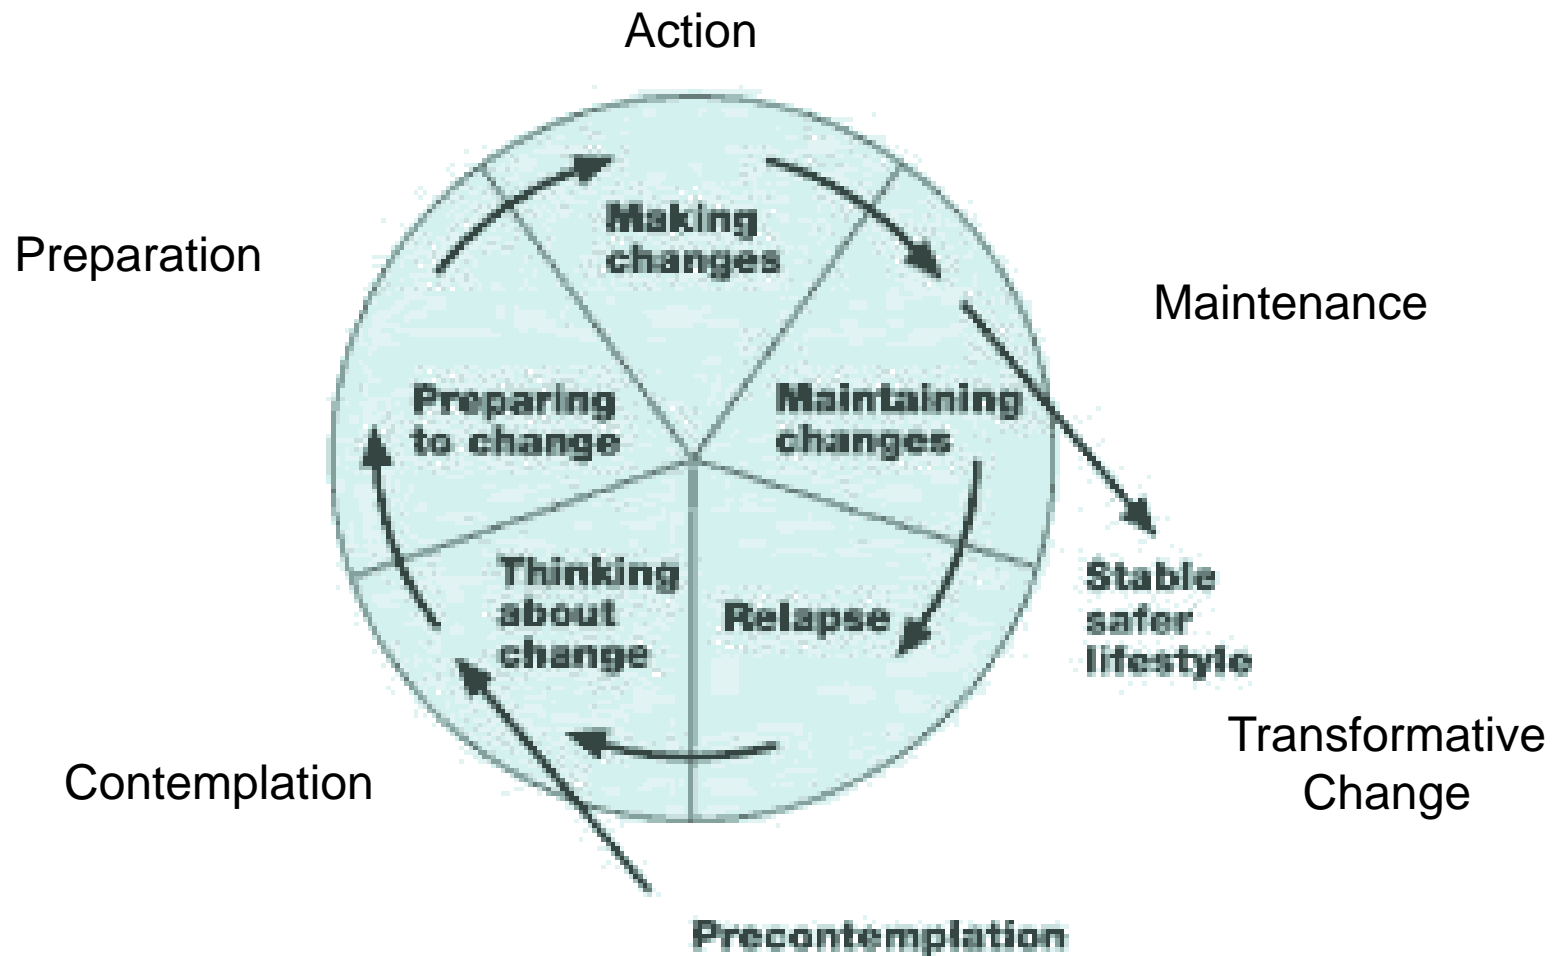 Action
Making
changes
Preparation
Maintenance
Preparing
to change
Maintaining
changes
Thinking
about
change
Relapse
Stable
safer
lifestyle
Transformative
Change
Contemplation
Precontemplation